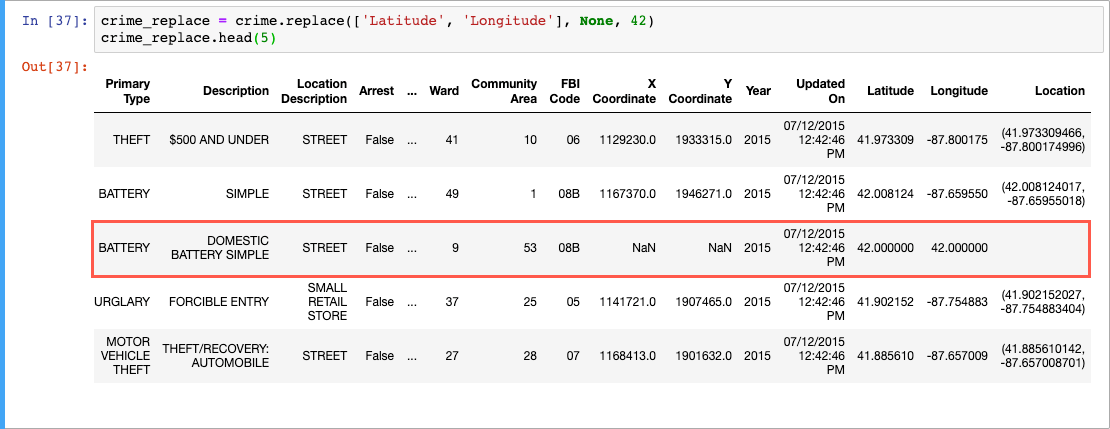 In [37]: crime_replace = crime.replace(['Latitude', 'Longitude'], None, 42)
crime_replace.head(5)
Out[37]:
Primary Type Description Location Description Arrest ... Ward Community Area FBI Code X Coordinate Y Coordinate Year Updated On Latitude Longitude Location
THEFT $500 AND UNDER STREET False ... 41 10 06 1129230.0 1933315.0 2015 07/12/2015 12:42:46 PM 41.973309 -87.800175 (41.973309466, -87.800174996)
BATTERY SIMPLE STREET False ... 49 1 08B 1167370.0 1946271.0 2015 07/12/2015 12:42:46 PM 42.008124 -87.659550 (42.008124017, -87.65955018)
BATTERY DOMESTIC BATTERY SIMPLE STREET False ... 9 53 08B NaN NaN 2015 07/12/2015 12:42:46 PM 42.000000 42.000000
URGLARY FORCIBLE ENTRY SMALL RETAIL STORE False ... 37 25 05 1141721.0 1907465.0 2015 07/12/2015 12:42:46 PM 41.902152 -87.754883 (41.902152027, -87.754883404)
MOTOR VEHICLE THEFT THEFT/RECOVERY: AUTOMOBILE STREET False ... 27 28 07 1168413.0 1901632.0 2015 07/12/2015 12:42:46 PM 41.885610 -87.657009 (41.885610142, -87.657008701)